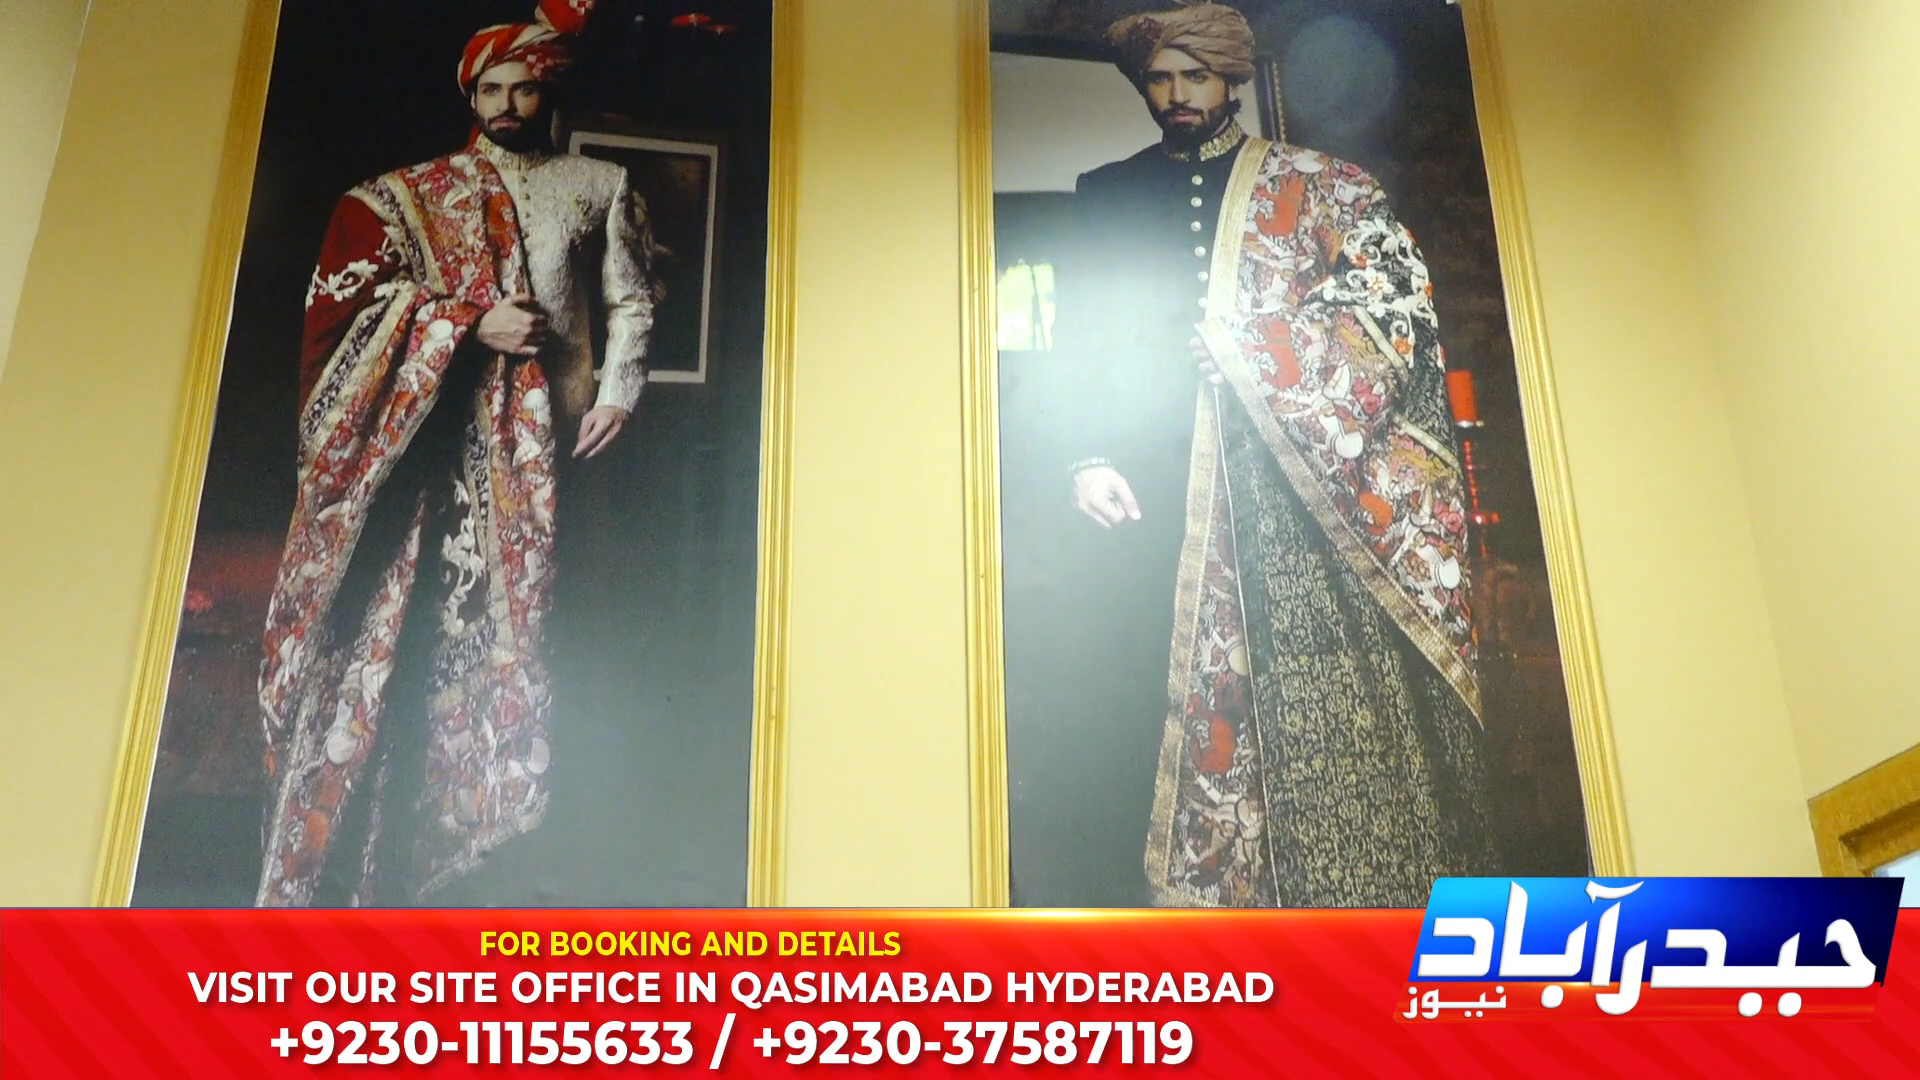 FOR BOOKING AND DETAILS
VISIT OUR SITE OFFICE IN QASIMABAD HYDERABAD
+9230-11155633 / +9230-37587119
حیدرآباد
نیوز